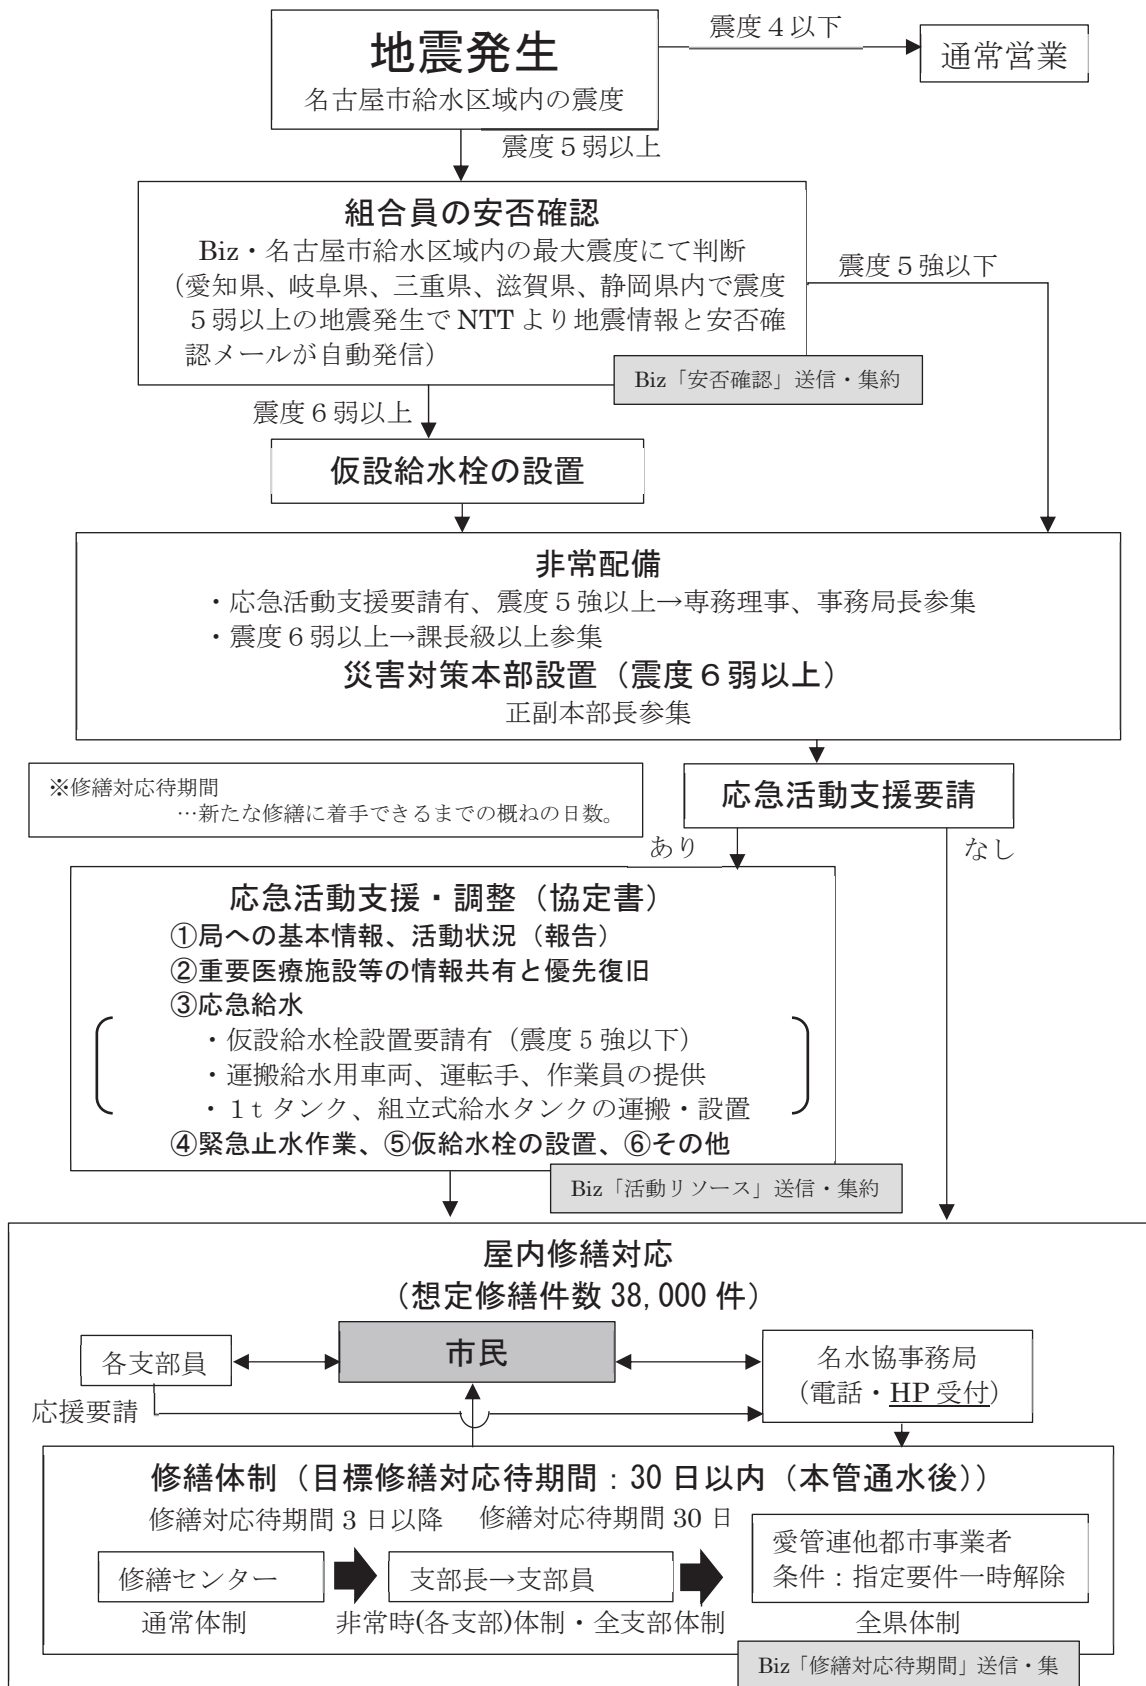 地震発生
名古屋市給水区域内の震度
震度４以下
通常営業
震度５弱以上
組合員の安否確認
Biz・名古屋市給水区域内の最大震度にて判断
（愛知県、岐阜県、三重県、滋賀県、静岡県内で震度
５弱以上の地震発生で NTT より地震情報と安否確
認メールが自動発信）
震度５強以下
Biz「安否確認」送信・集約
震度６弱以上
仮設給水栓の設置
非常配備
・応急活動支援要請有、震度５強以上→専務理事、事務局長参集
・震度６弱以上→課長級以上参集
災害対策本部設置（震度６弱以上）
正副本部長参集
※修繕対応待期間
…新たな修繕に着手できるまでの概ねの日数。
応急活動支援要請
あり
なし
応急活動支援・調整（協定書）
①局への基本情報、活動状況（報告）
②重要医療施設等の情報共有と優先復旧
③応急給水
・仮設給水栓設置要請有（震度５強以下）
・運搬給水用車両、運転手、作業員の提供
・１t タンク、組立式給水タンクの運搬・設置
④緊急止水作業、⑤仮給水栓の設置、⑥その他
Biz「活動リソース」送信・集約
屋内修繕対応
（想定修繕件数 38,000 件）
各支部員
市民
名水協事務局
（電話・HP 受付）
応援要請
修繕体制（目標修繕対応待期間：30 日以内（本管通水後））
修繕対応待期間 3 日以降
修繕対応待期間 30 日
修繕センター
支部長→支部員
愛管連他都市事業者
条件：指定要件一時解除
通常体制
非常時(各支部)体制・全支部体制
全県体制
Biz「修繕対応待期間」送信・集